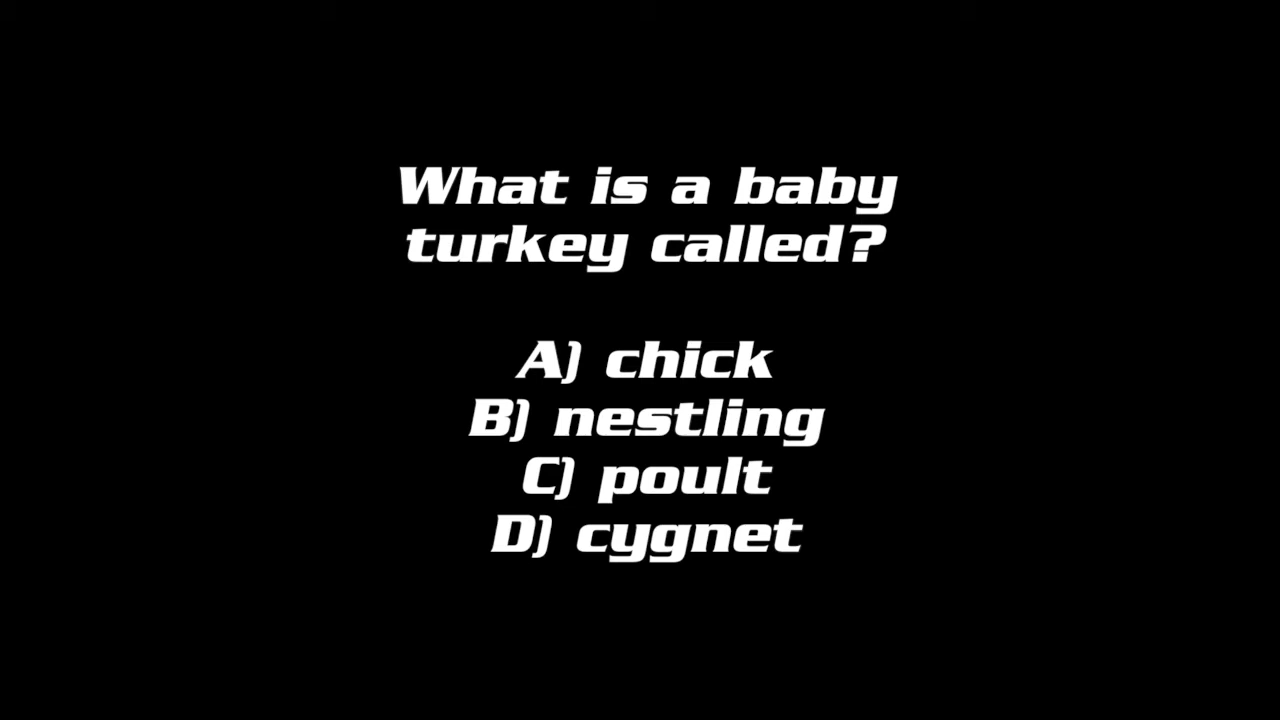 What is a baby
turkey called?
A) chick
B) nestling
C) poult
D) cygnet